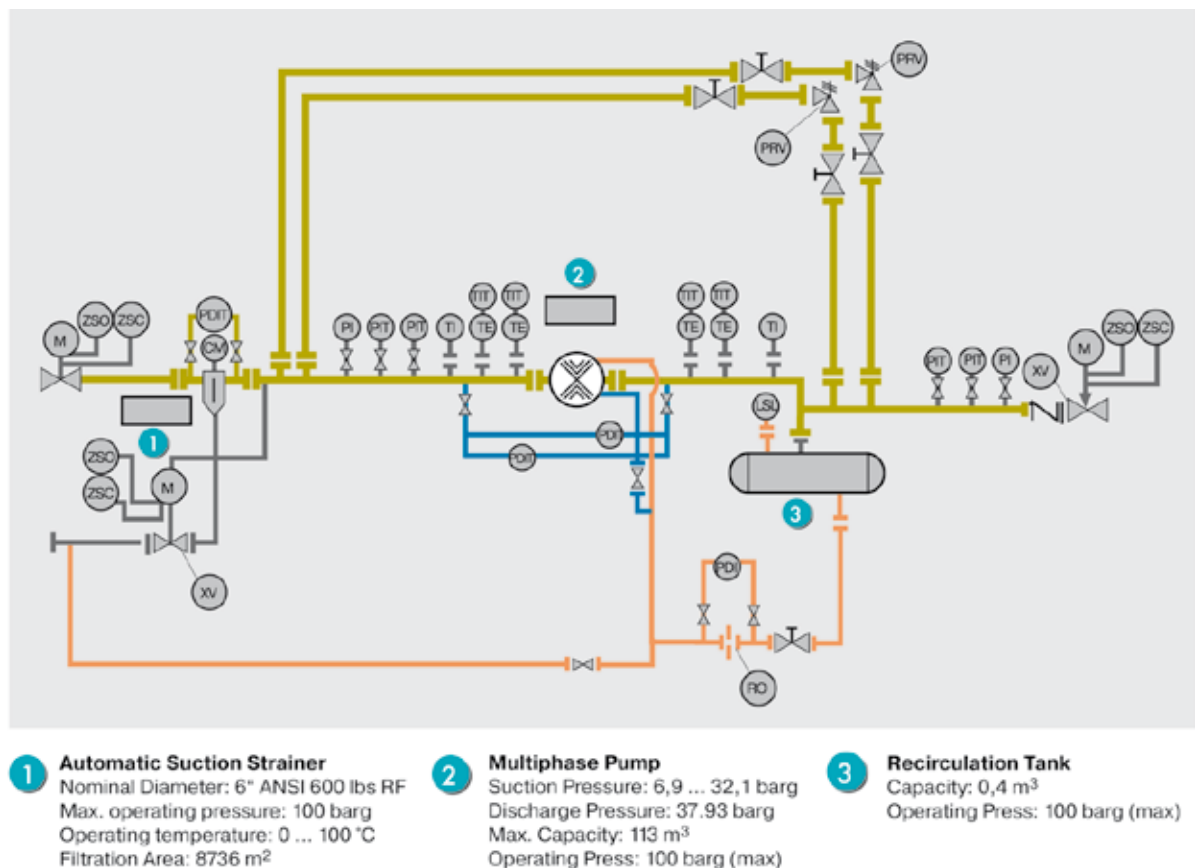 PRV
PRV
2
ZSO
ZSC
PDIT
TIT
TIT
TIT
TIT
M
CM
PI
PIT
PIT
TI
TE
TE
TE
TE
TI
M
ZSO
ZSC
XV
PIT
PIT
PI
LSL
1
PDI
PDIT
ZSO
ZSC
M
3
XV
PDI
RO
1
Automatic Suction Strainer
Nominal Diameter: 6" ANSI 600 lbs RF
Max. operating pressure: 100 barg
Operating temperature: 0 ... 100 °C
Filtration Area: 8736 m²
2
Multiphase Pump
Suction Pressure: 6,9 ... 32,1 barg
Discharge Pressure: 37.93 barg
Max. Capacity: 113 m³
Operating Press: 100 barg (max)
3
Recirculation Tank
Capacity: 0,4 m³
Operating Press: 100 barg (max)